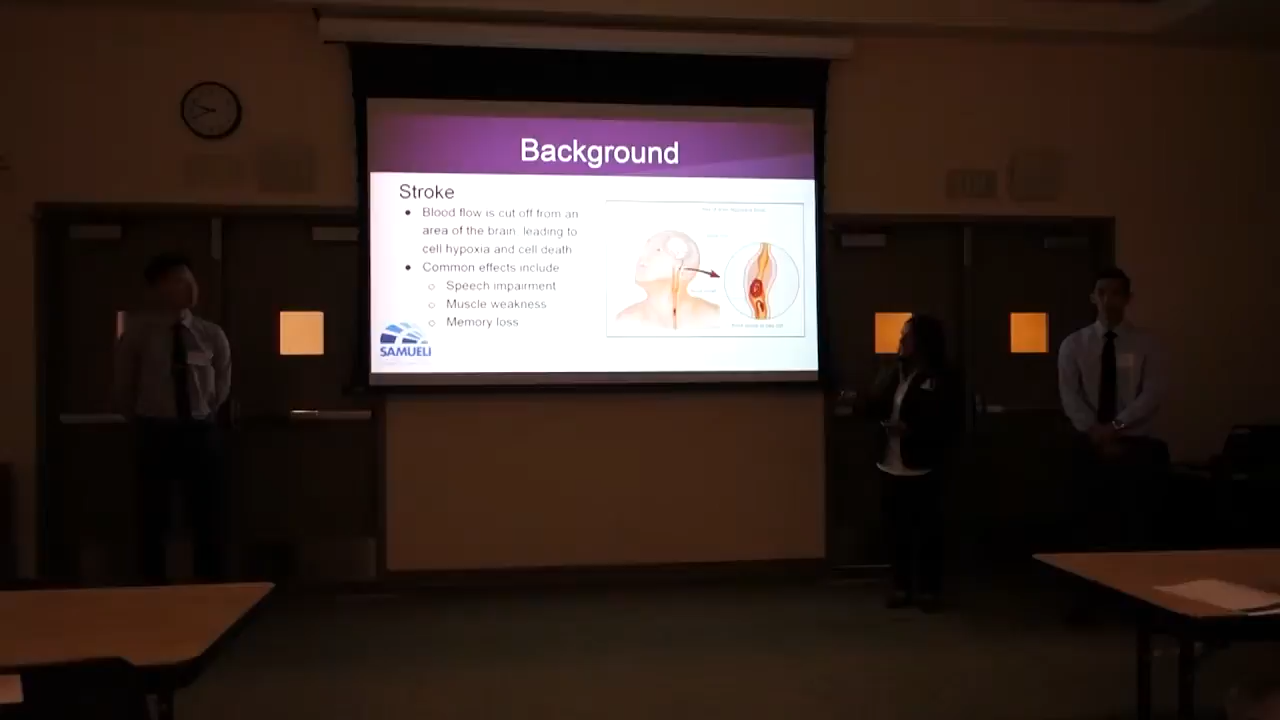 Background
Stroke
● Blood flow is cut off from an
area of the brain leading to
cell hypoxia and cell death
● Common effects include
○ Speech impairment
○ Muscle weakness
○ Memory loss
SAMUELI